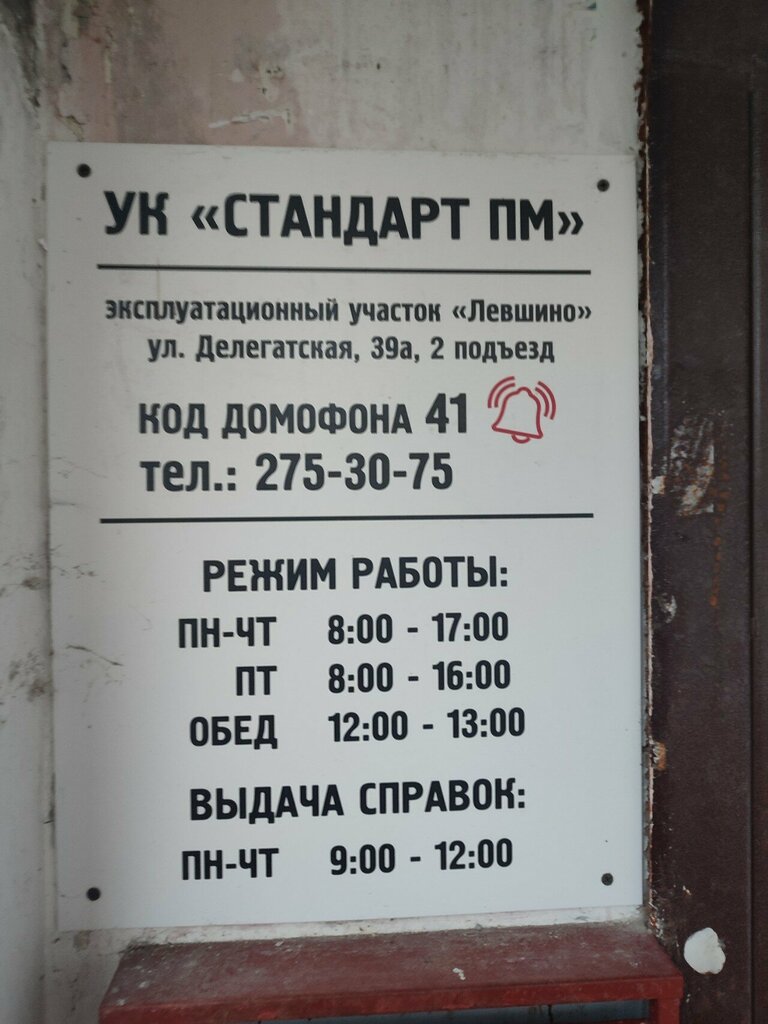 УК «СТАНДАРТ ПМ»
эксплуатационный участок «Левшино»
ул. Делегатская, 39а, 2 подъезд
КОД ДОМОФОНА 41
тел.: 275-30-75
РЕЖИМ РАБОТЫ:
ПН-ЧТ 8:00 - 17:00
ПТ 8:00 - 16:00
ОБЕД 12:00 - 13:00
ВЫДАЧА СПРАВОК:
ПН-ЧТ 9:00 - 12:00